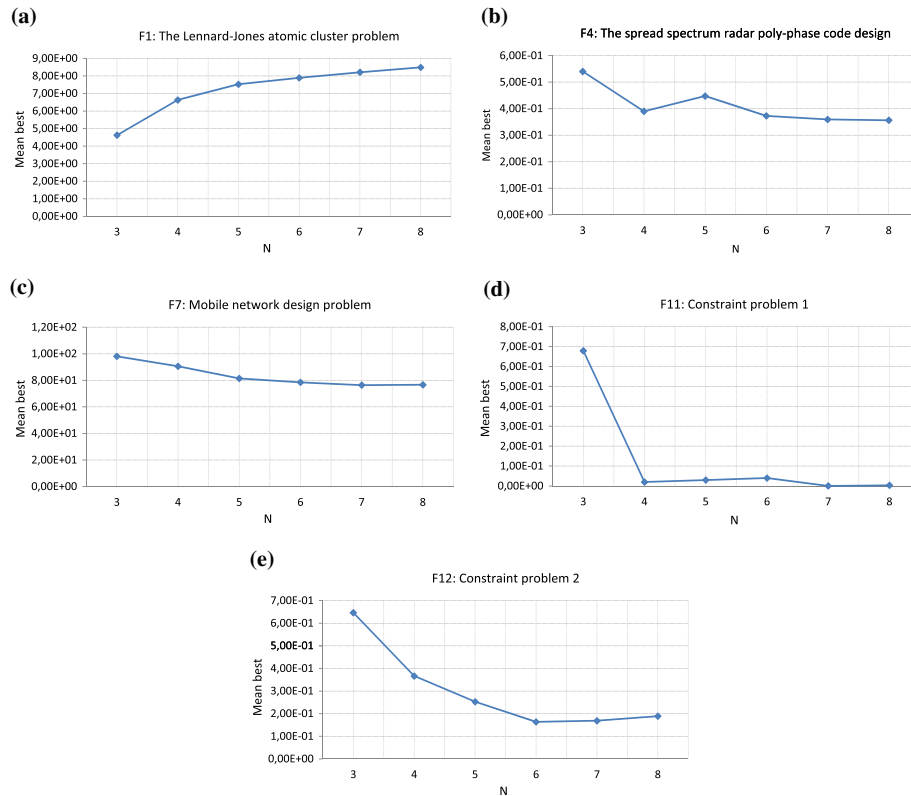 (a)
F1: The Lennard-Jones atomic cluster problem
Mean best
9,00E+00
8,00E+00
7,00E+00
6,00E+00
5,00E+00
4,00E+00
3,00E+00
2,00E+00
1,00E+00
0,00E+00
3 4 5 6 7 8
N
(b)
F4: The spread spectrum radar poly-phase code design
Mean best
6,00E-01
5,00E-01
4,00E-01
3,00E-01
2,00E-01
1,00E-01
0,00E+00
3 4 5 6 7 8
N
(c)
F7: Mobile network design problem
Mean best
1,20E+02
1,00E+02
8,00E+01
6,00E+01
4,00E+01
2,00E+01
0,00E+00
3 4 5 6 7 8
N
(d)
F11: Constraint problem 1
Mean best
8,00E-01
7,00E-01
6,00E-01
5,00E-01
4,00E-01
3,00E-01
2,00E-01
1,00E-01
0,00E+00
3 4 5 6 7 8
N
(e)
F12: Constraint problem 2
Mean best
7,00E-01
6,00E-01
5,00E-01
4,00E-01
3,00E-01
2,00E-01
1,00E-01
0,00E+00
3 4 5 6 7 8
N